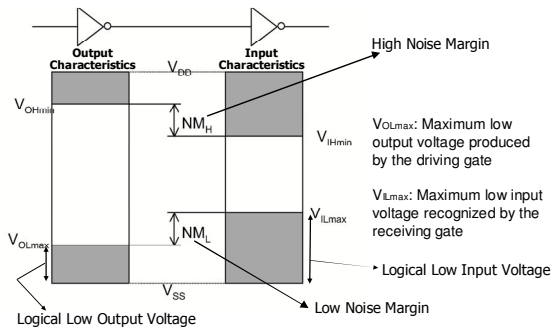 Output
Characteristics
Input
Characteristics
High Noise Margin
VDD
VOHmin
NMH
VIHmin
VOLmax: Maximum low
output voltage produced
by the driving gate
VILmax: Maximum low input
voltage recognized by the
receiving gate
VILmax
NML
VOLmax
Logical Low Input Voltage
VSS
Low Noise Margin
Logical Low Output Voltage